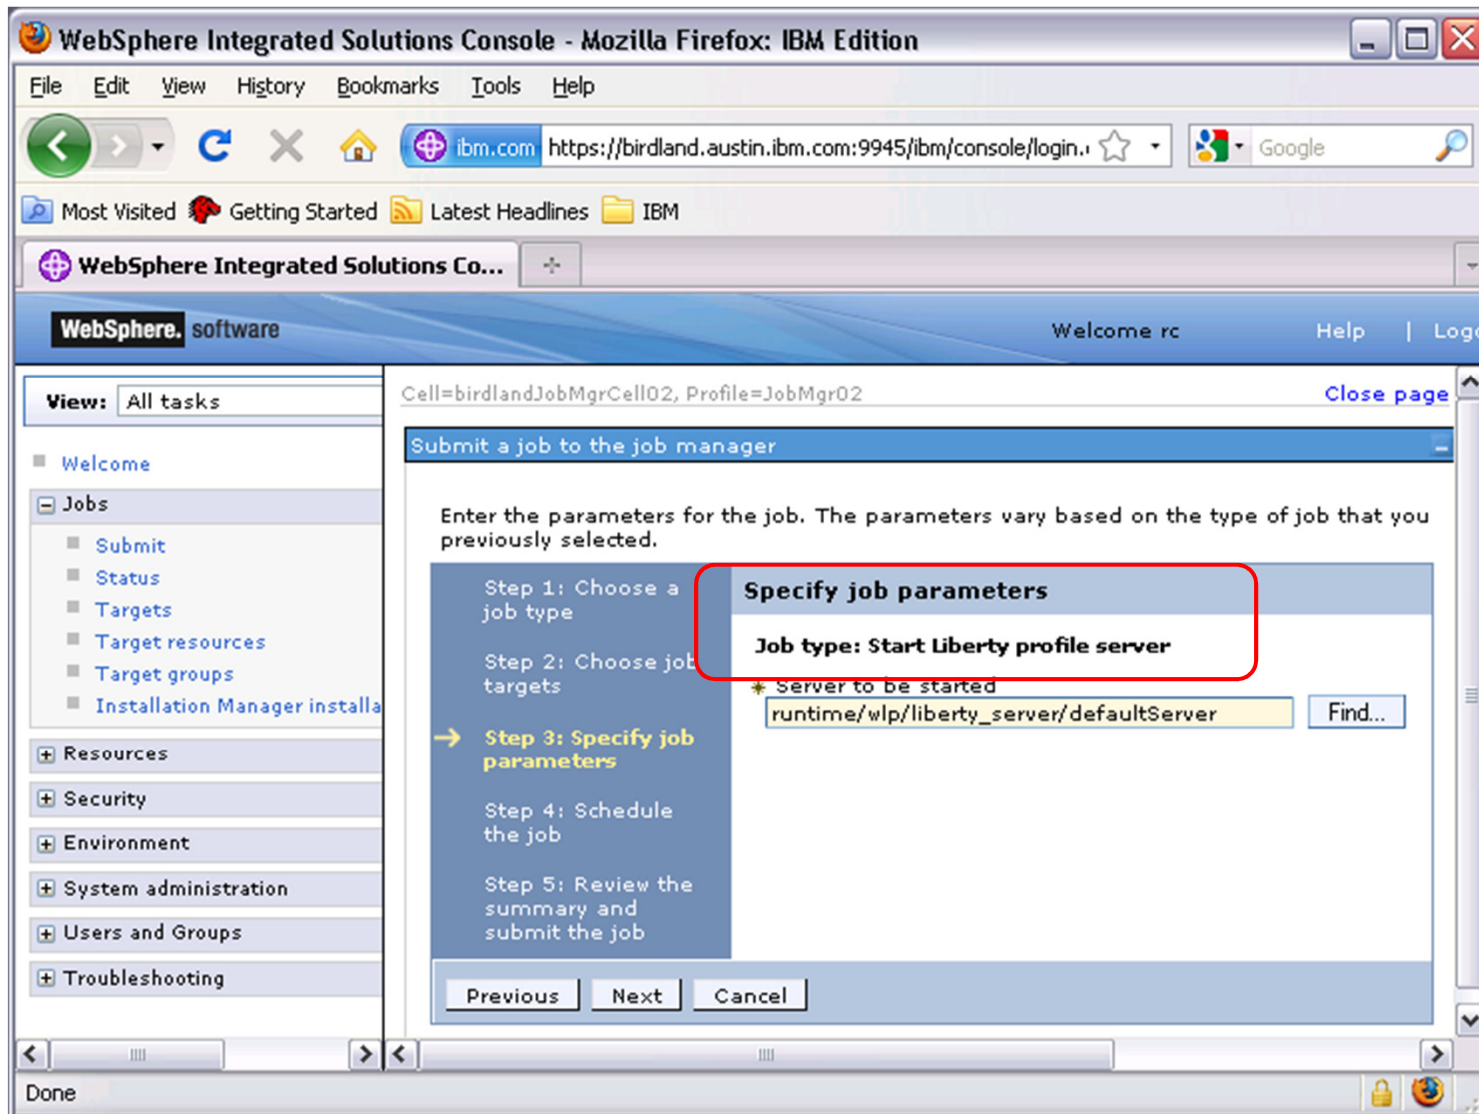 WebSphere Integrated Solutions Console - Mozilla Firefox: IBM Edition
File Edit View History Bookmarks Tools Help
ibm.com https://birdland.austin.ibm.com:9945/ibm/console/login. Google
Most Visited Getting Started Latest Headlines IBM
WebSphere Integrated Solutions Co...
WebSphere. software Welcome rc Help | Logo
View: All tasks
Welcome
Jobs
Submit
Status
Targets
Target resources
Target groups
Installation Manager installa
Resources
Security
Environment
System administration
Users and Groups
Troubleshooting
Cell=birdlandJobMgrCell02, Profile=JobMgr02 Close page
Submit a job to the job manager
Enter the parameters for the job. The parameters vary based on the type of job that you
previously selected.
Step 1: Choose a
job type
Step 2: Choose job
targets
Step 3: Specify job
parameters
Step 4: Schedule
the job
Step 5: Review the
summary and
submit the job
Specify job parameters
Job type: Start Liberty profile server
Server to be started
runtime/wlp/liberty_server/defaultServer Find...
Previous Next Cancel
Done